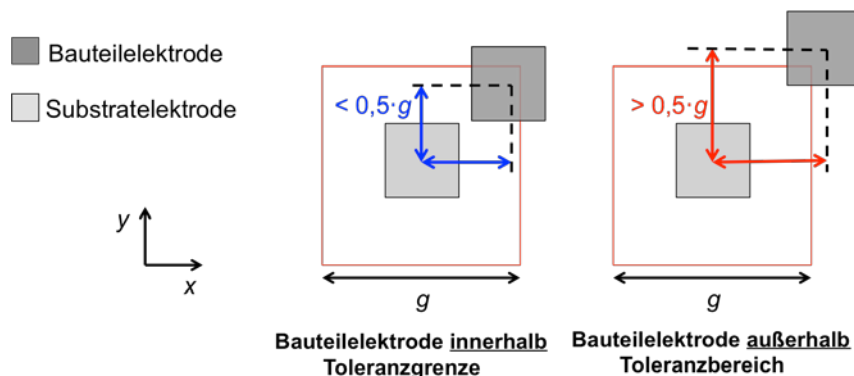 Bauteilelektrode
Substratelektrode
y
x
< 0,5·g
g
Bauteilelektrode innerhalb
Toleranzgrenze
> 0,5·g
g
Bauteilelektrode außerhalb
Toleranzbereich